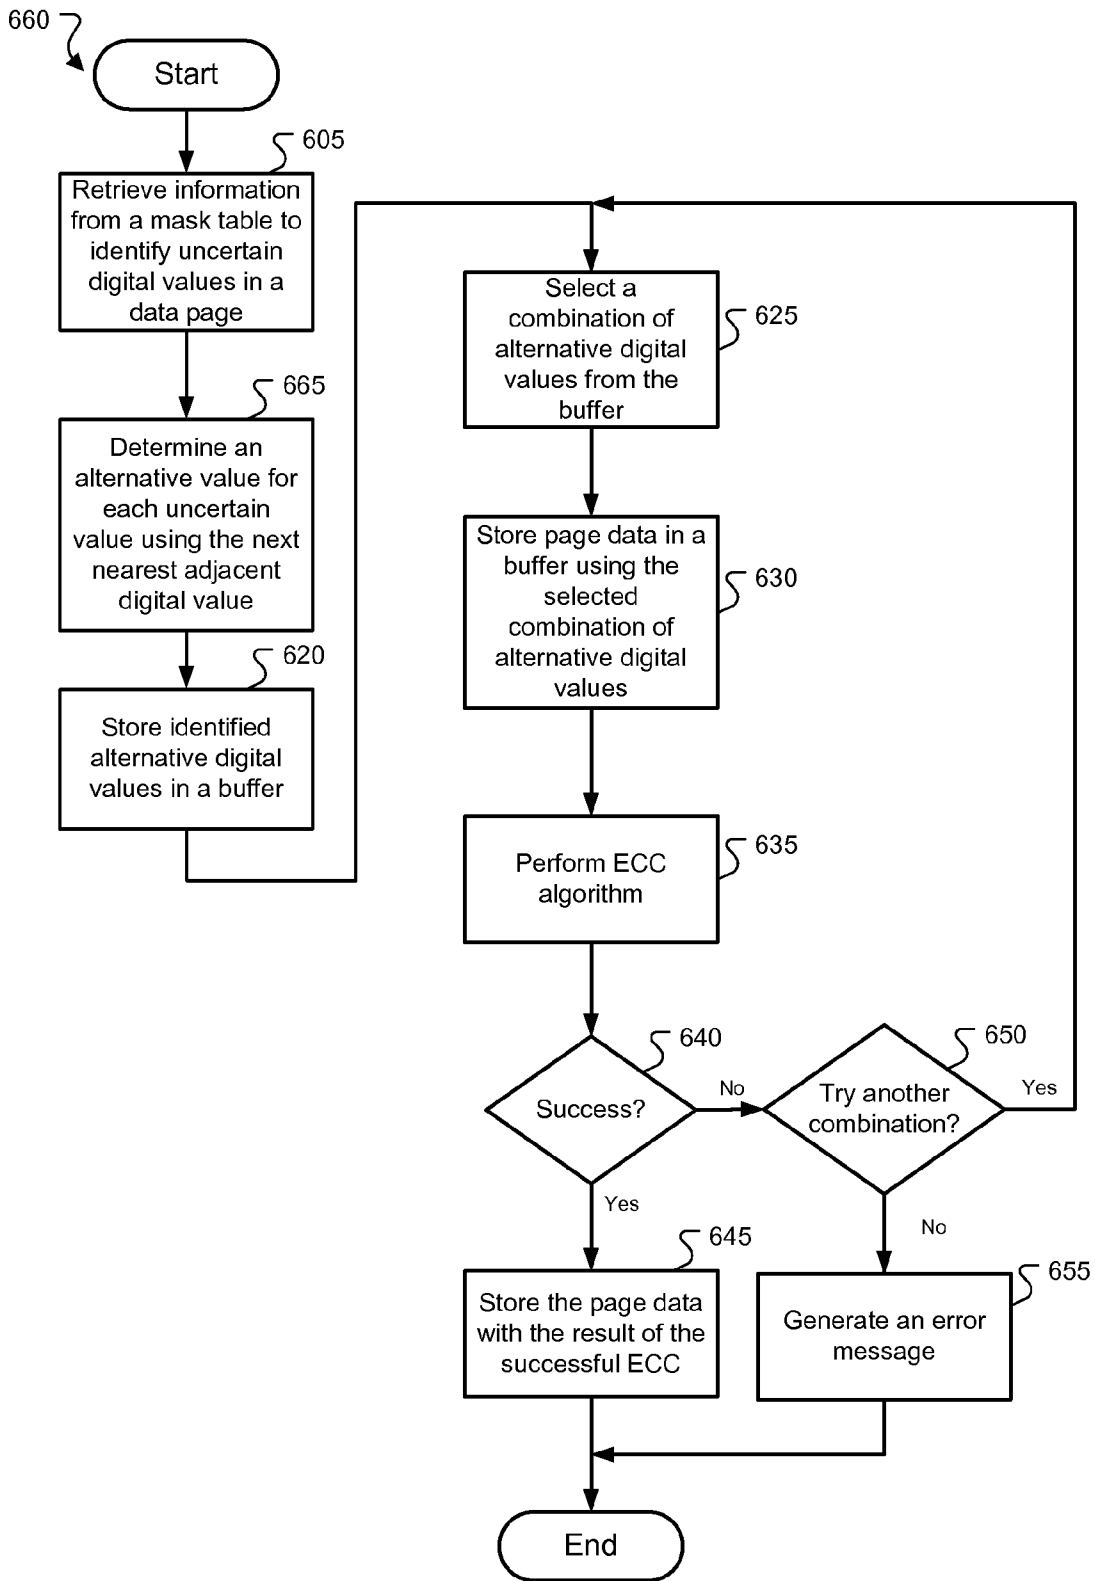 660
Start
605
Retrieve information
from a mask table to
identify uncertain
digital values in a
data page
665
Determine an
alternative value for
each uncertain
value using the next
nearest adjacent
digital value
620
Store identified
alternative digital
values in a buffer
Select a
combination of
alternative digital
values from the
buffer
625
Store page data in a
buffer using the
selected
combination of
alternative digital
values
630
Perform ECC
algorithm
635
Success?
640
No
Yes
Try another
combination?
650
Yes
No
645
Store the page data
with the result of the
successful ECC
655
Generate an error
message
End